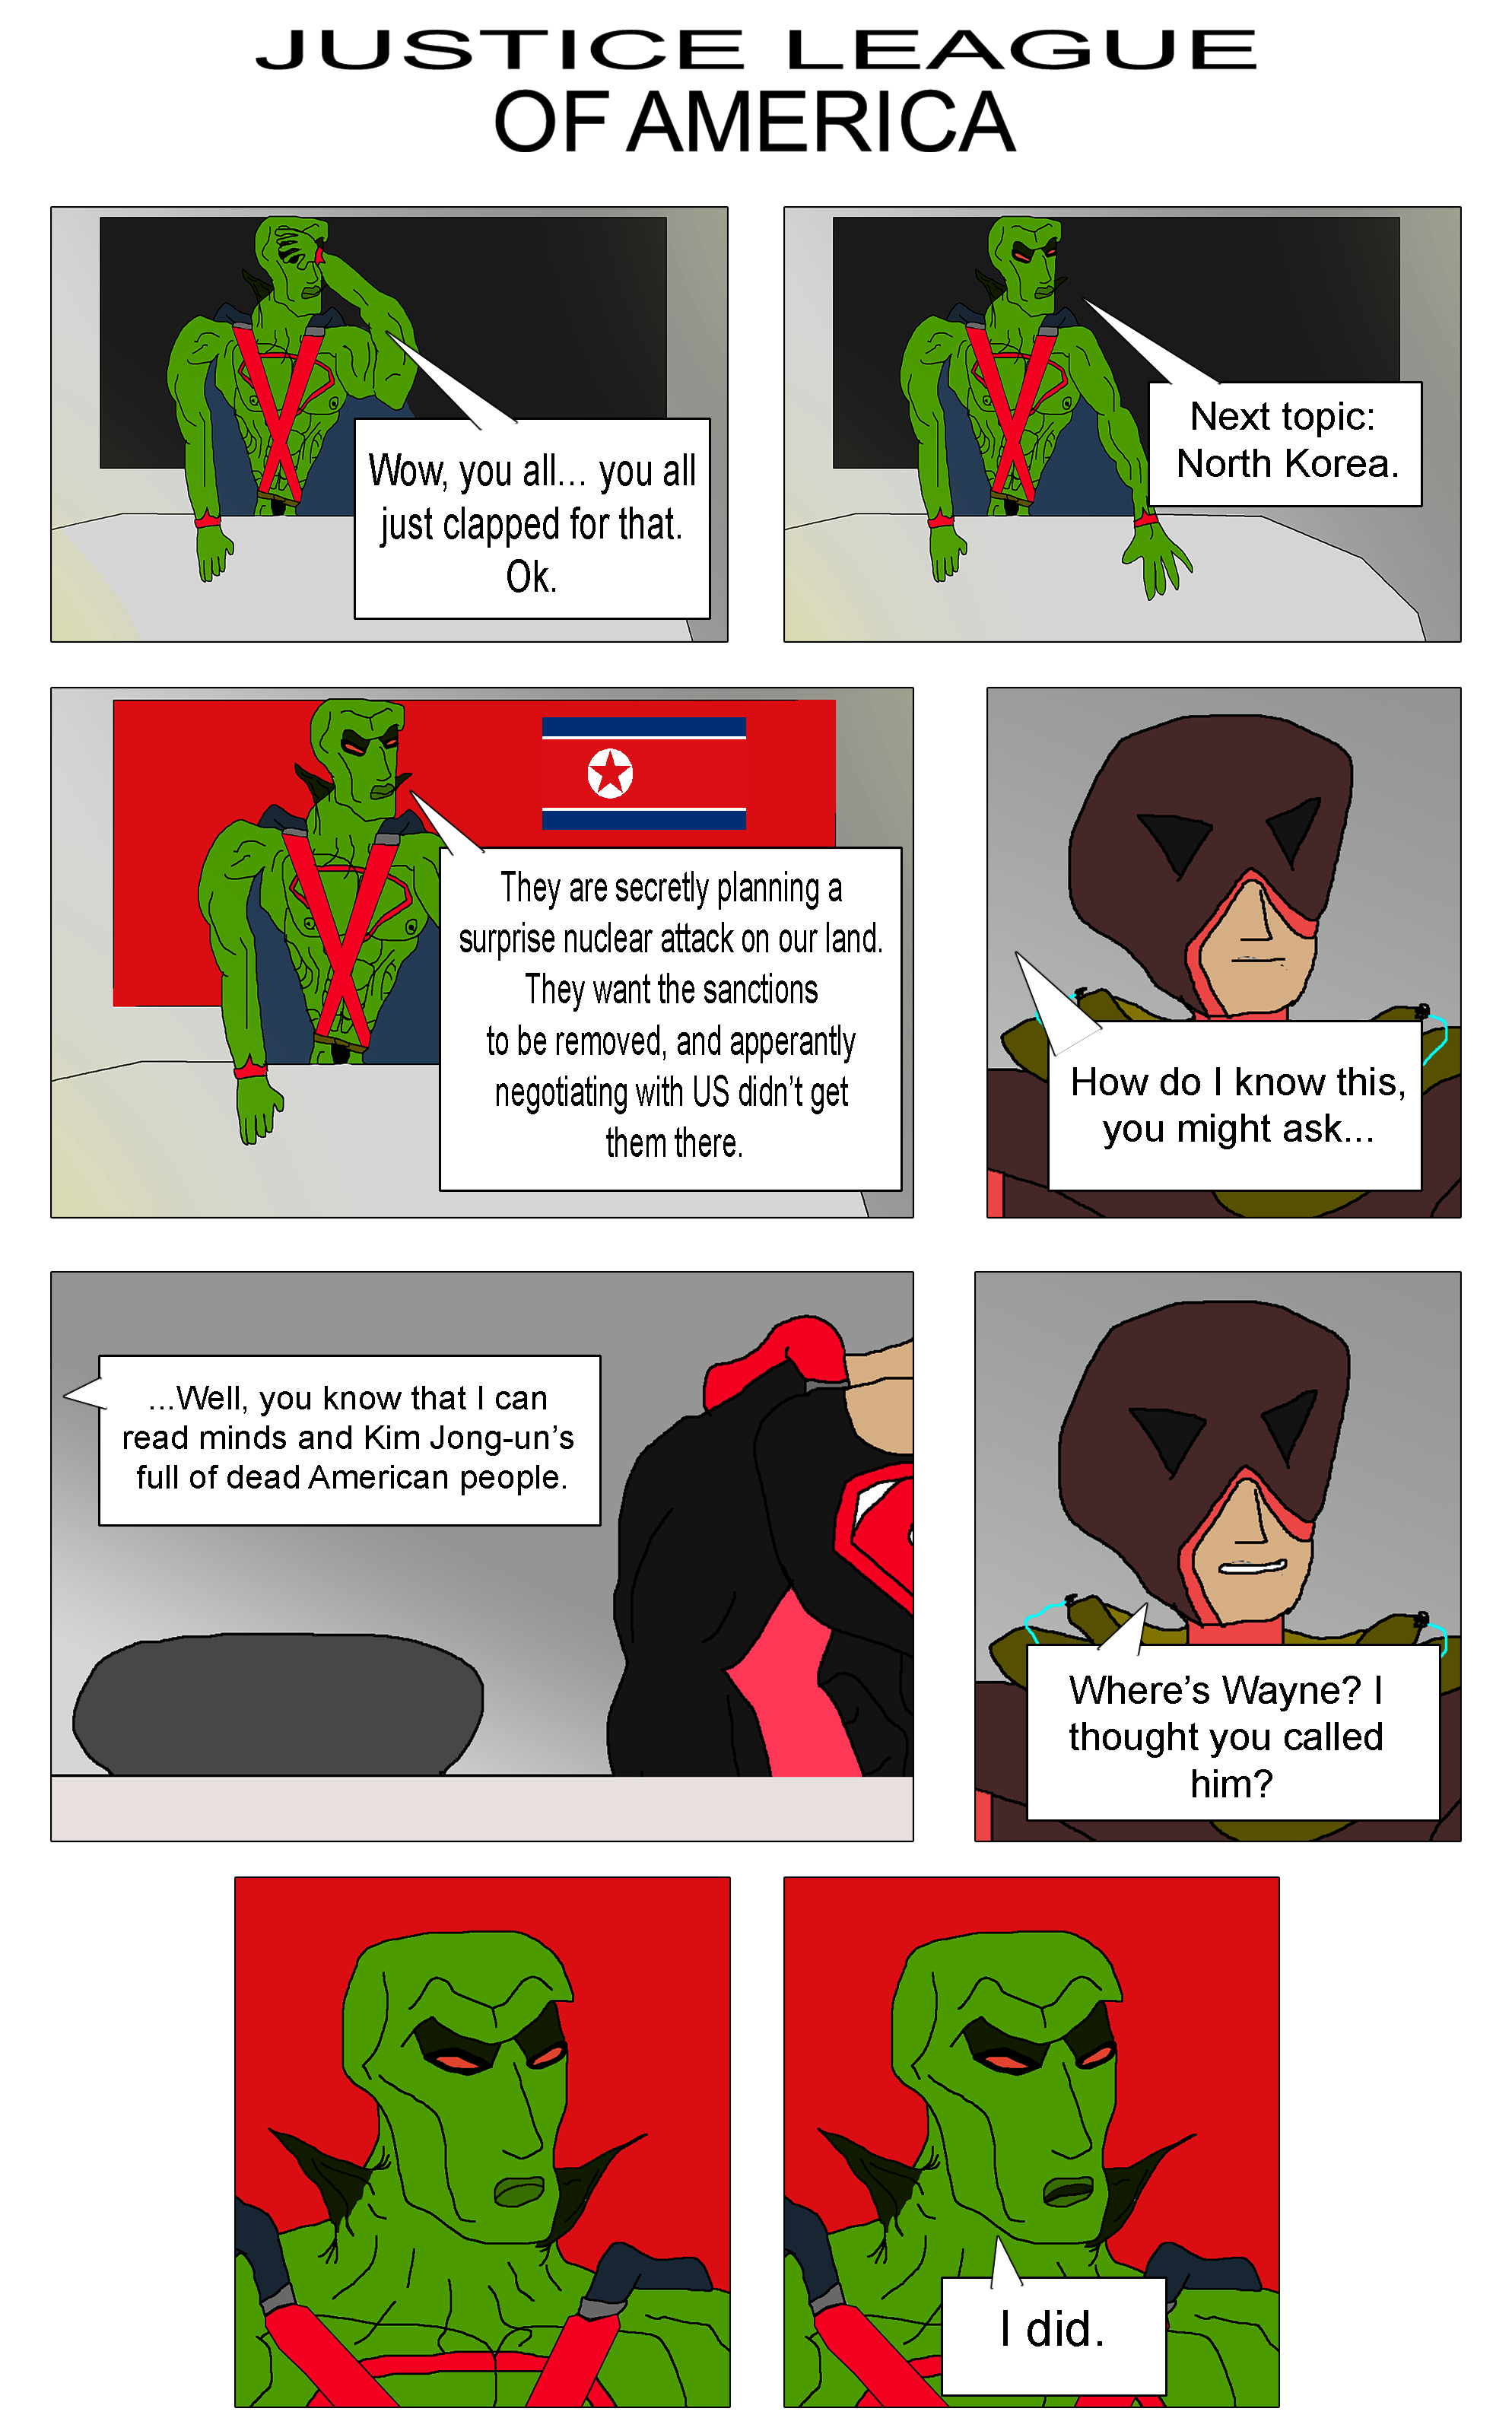 JUSTICE LEAGUE
OF AMERICA
Wow, you all... you all
just clapped for that.
Ok.
Next topic:
North Korea.
They are secretly planning a
surprise nuclear attack on our land.
They want the sanctions
to be removed, and apperantly
negotiating with US didn't get
them there.
How do I know this,
you might ask...
...Well, you know that I can
read minds and Kim Jong-un's
full of dead American people.
Where's Wayne? I
thought you called
him?
I did.